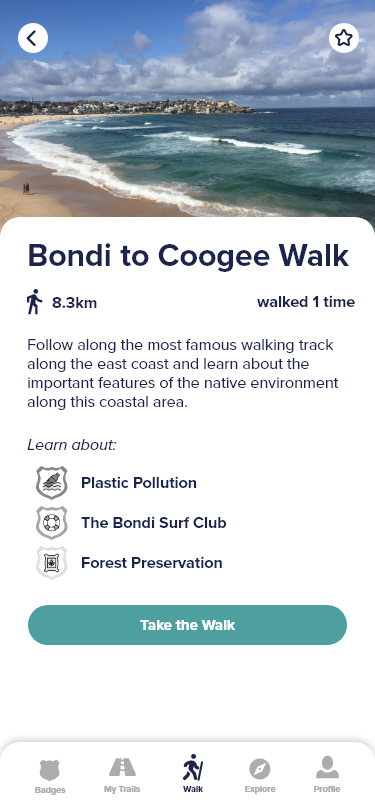 Bondi to Coogee Walk
8.3km
walked 1 time
Follow along the most famous walking track
along the east coast and learn about the
important features of the native environment
along this coastal area.
Learn about:
Plastic Pollution
The Bondi Surf Club
Forest Preservation
Take the Walk
Badges
My Trails
Walk
Explore
Profile